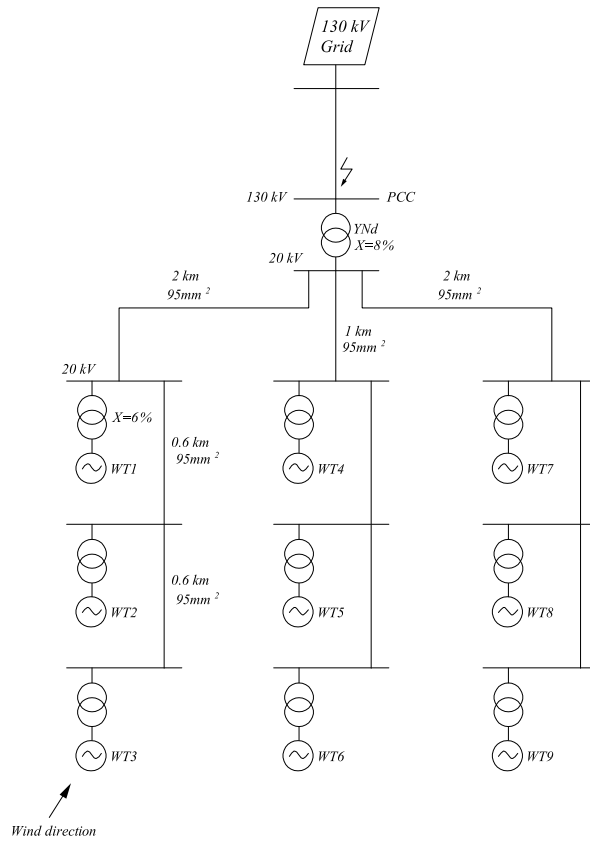 130 kV
Grid
130 kV
PCC
YNd
X=8%
20 kV
2 km
95mm 2
2 km
95mm 2
1 km
95mm 2
20 kV
X=6%
0.6 km
95mm 2
WT1
WT4
WT7
0.6 km
95mm 2
WT2
WT5
WT8
WT3
WT6
WT9
Wind direction